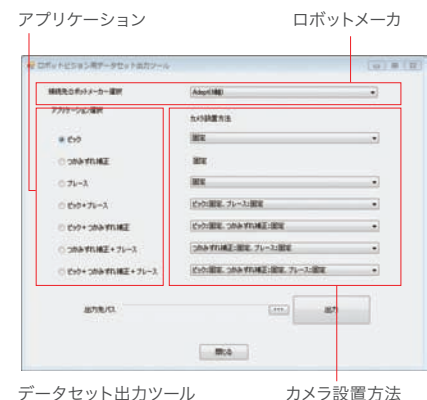 アプリケーション
ロボットメーカ
ロボットビジョン用データセット出力ツール
接続先ロボットメーカー選択
Adept(3軸)
アプリケーション選択
カメラ設置方法
ピック
固定
つかみずれ補正
固定
プレース
固定
ピック+プレース
ピック:固定、プレース:固定
ピック+つかみずれ補正
ピック:固定、つかみずれ補正:固定
つかみずれ補正+プレース
つかみずれ補正:固定、プレース:固定
ピック+つかみずれ補正+プレース
ピック:固定、つかみずれ補正:固定、プレース:固定
出力先パス
...
出力
閉じる
データセット出力ツール
カメラ設置方法